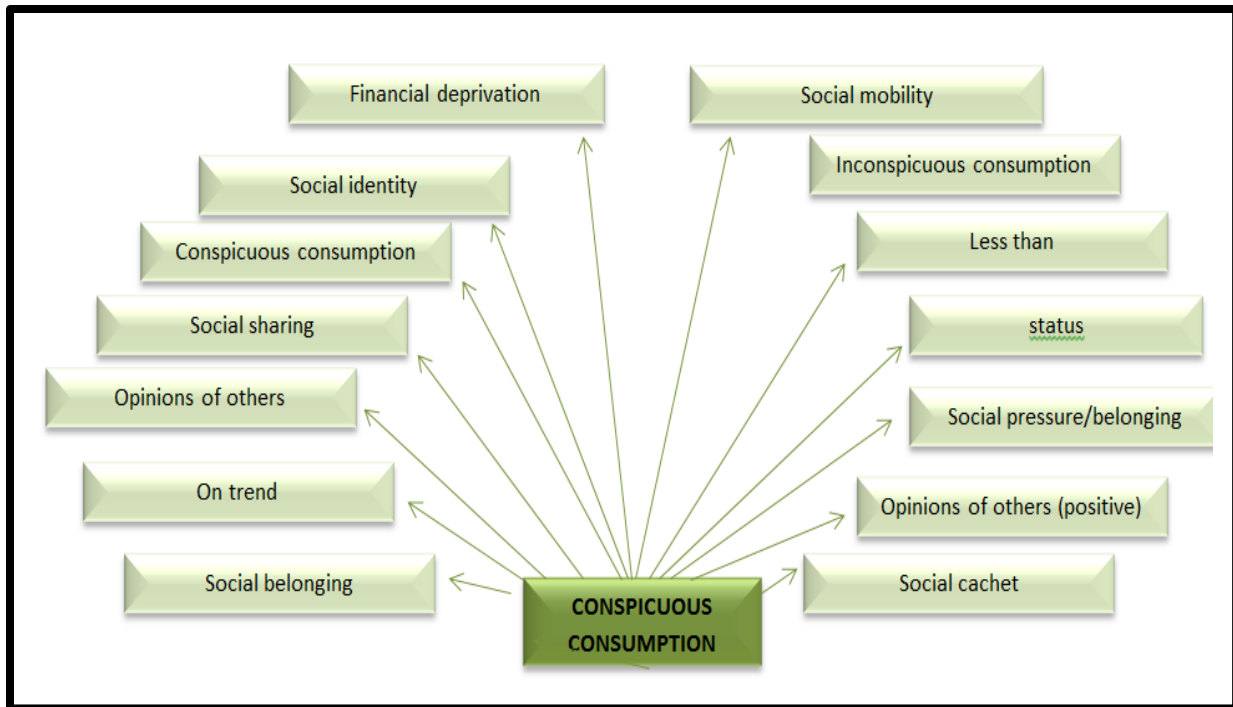 Financial deprivation
Social mobility
Inconspicuous consumption
Social identity
Conspicuous consumption
Less than
Social sharing
status
Opinions of others
Social pressure/belonging
On trend
Opinions of others (positive)
Social belonging
Social cachet
CONSPICUOUS
CONSUMPTION